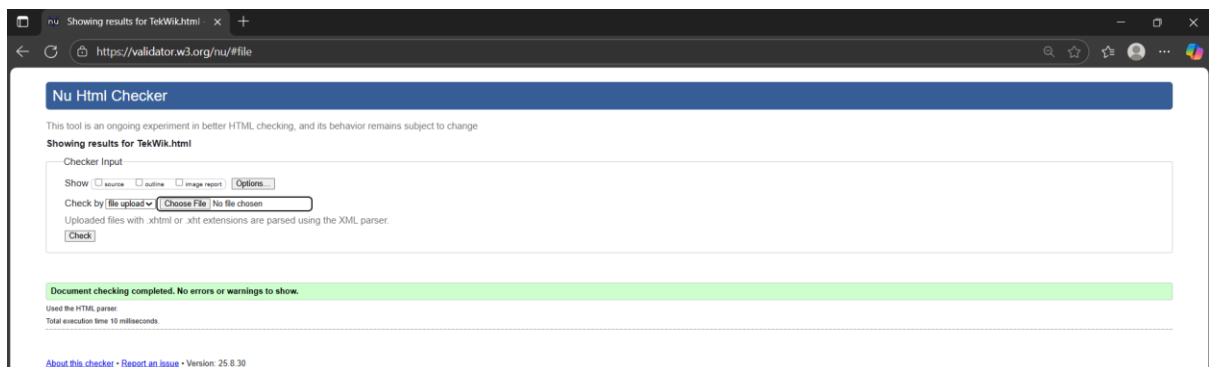 nu Showing results for TekWik.html -
https://validator.w3.org/nu/#file
Nu Html Checker
This tool is an ongoing experiment in better HTML checking, and its behavior remains subject to change
Showing results for TekWik.html
Checker Input
Show source outline image report Options...
Check by file upload Choose File No file chosen
Uploaded files with .xhtml or .xht extensions are parsed using the XML parser.
Check
Document checking completed. No errors or warnings to show.
Used the HTML parser.
Total execution time 10 milliseconds.
About this checker • Report an issue • Version: 25.8.30